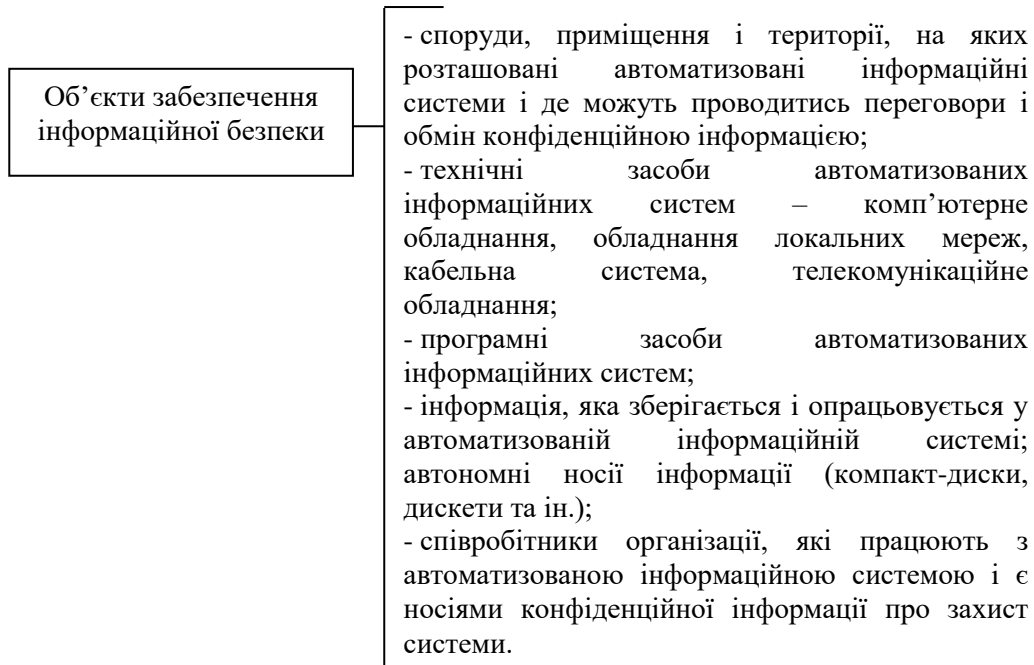 Об’єкти забезпечення
інформаційної безпеки
- споруди, приміщення і території, на яких
розташовані автоматизовані інформаційні
системи і де можуть проводитись переговори і
обмін конфіденційною інформацією;
- технічні засоби автоматизованих
інформаційних систем – комп’ютерне
обладнання, обладнання локальних мереж,
кабельна система, телекомунікаційне
обладнання;
- програмні засоби автоматизованих
інформаційних систем;
- інформація, яка зберігається і опрацьовується у
автоматизованій інформаційній системі;
автономні носії інформації (компакт-диски,
дискети та ін.);
- співробітники організації, які працюють з
автоматизованою інформаційною системою і є
носіями конфіденційної інформації про захист
системи.